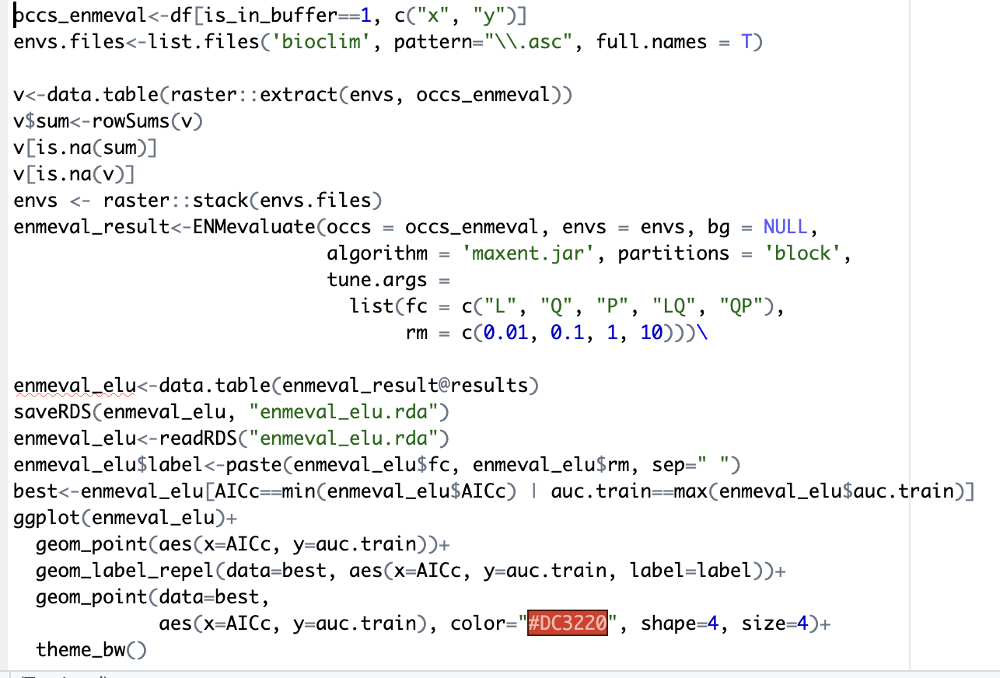 occs_enmeval<-df[is_in_buffer==1, c("x", "y")]
envs.files<-list.files('bioclim', pattern="\\.asc", full.names = T)
v<-data.table(raster::extract(envs, occs_enmeval))
v$sum<-rowSums(v)
v[is.na(sum)]
v[is.na(v)]
envs <- raster::stack(envs.files)
enmeval_result<-ENMevaluate(occs = occs_enmeval, envs = envs, bg = NULL,
algorithm = 'maxent.jar', partitions = 'block',
tune.args =
list(fc = c("L", "Q", "P", "LQ", "QP"),
rm = c(0.01, 0.1, 1, 10)))\
enmeval_elu<-data.table(enmeval_result@results)
saveRDS(enmeval_elu, "enmeval_elu.rda")
enmeval_elu<-readRDS("enmeval_elu.rda")
enmeval_elu$label<-paste(enmeval_elu$fc, enmeval_elu$rm, sep=" ")
best<-enmeval_elu[AICc==min(enmeval_elu$AICc) | auc.train==max(enmeval_elu$auc.train)]
ggplot(enmeval_elu)+
geom_point(aes(x=AICc, y=auc.train))+
geom_label_repel(data=best, aes(x=AICc, y=auc.train, label=label))+
geom_point(data=best,
aes(x=AICc, y=auc.train), color="#DC3220", shape=4, size=4)+
theme_bw()